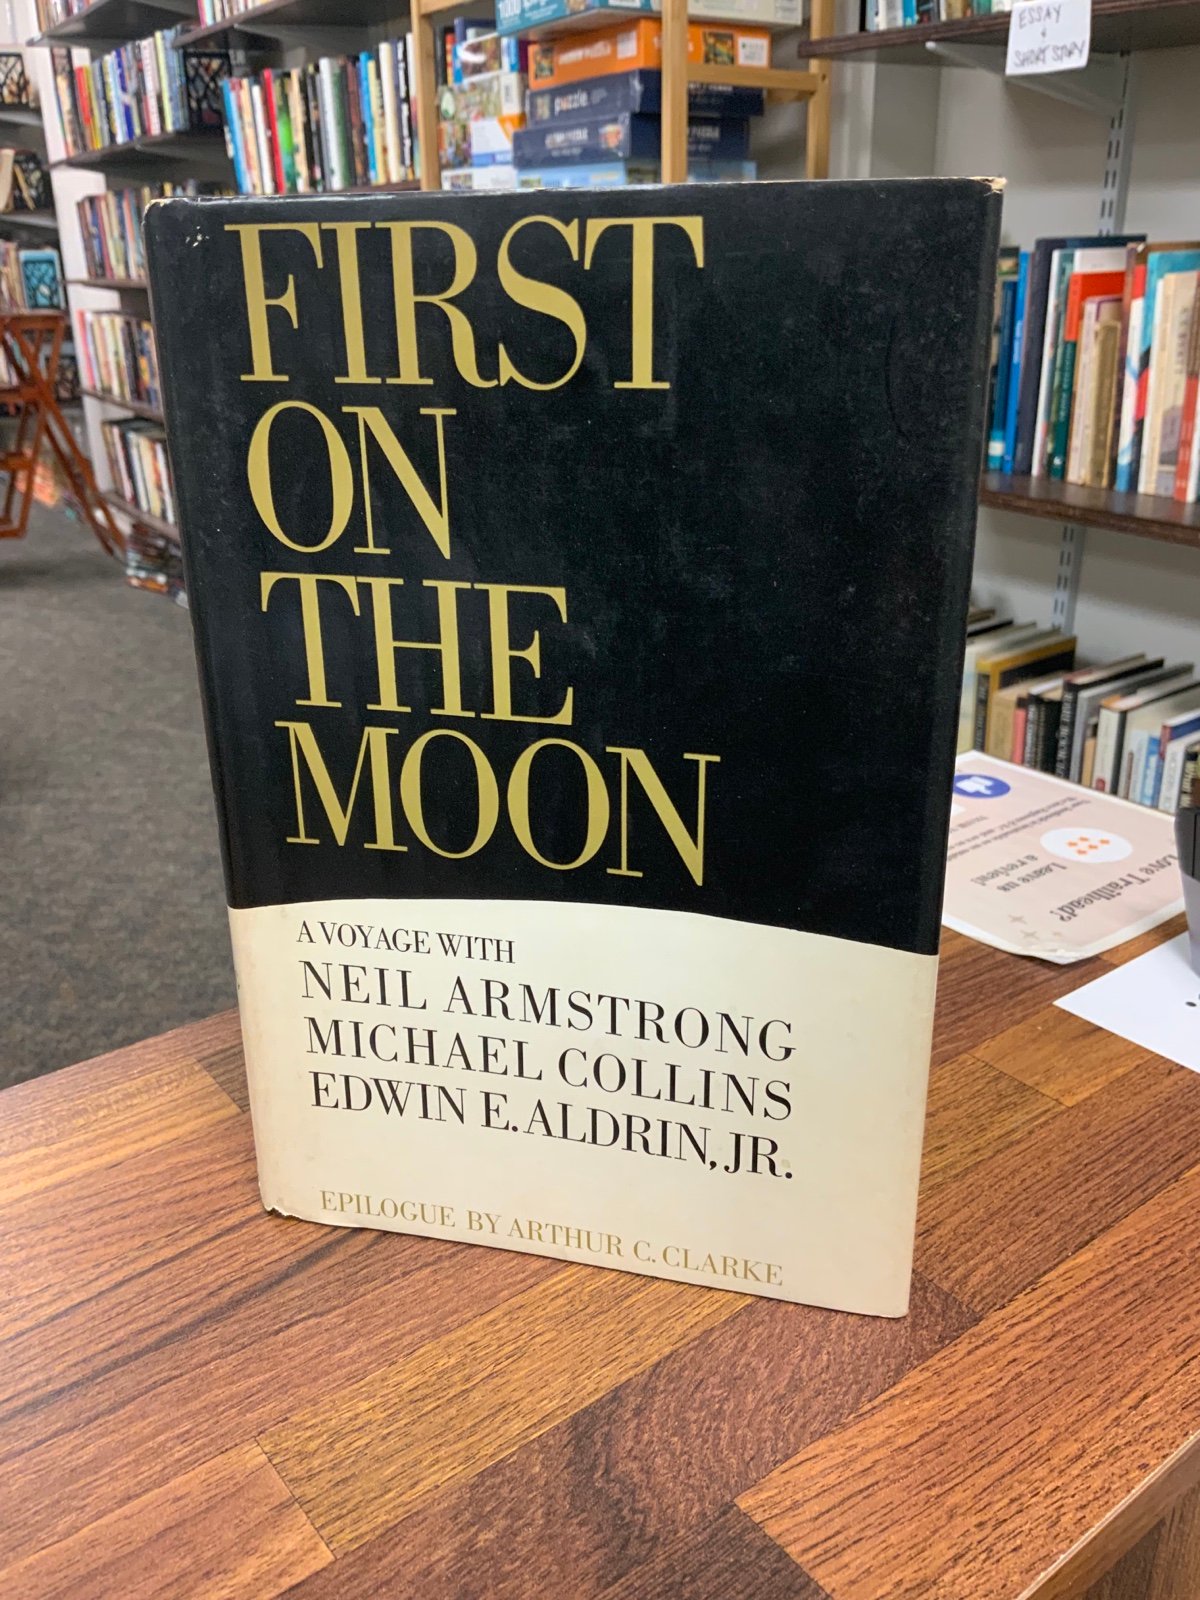 FIRST
ON
THE
MOON
A VOYAGE WITH
NEIL ARMSTRONG
MICHAEL COLLINS
EDWIN E. ALDRIN, JR.
EPILOGUE BY ARTHUR C. CLARKE
ESSAY
+
SHORT STORY
1000
puzzle
Love Trailhead?
Leave us
a review!